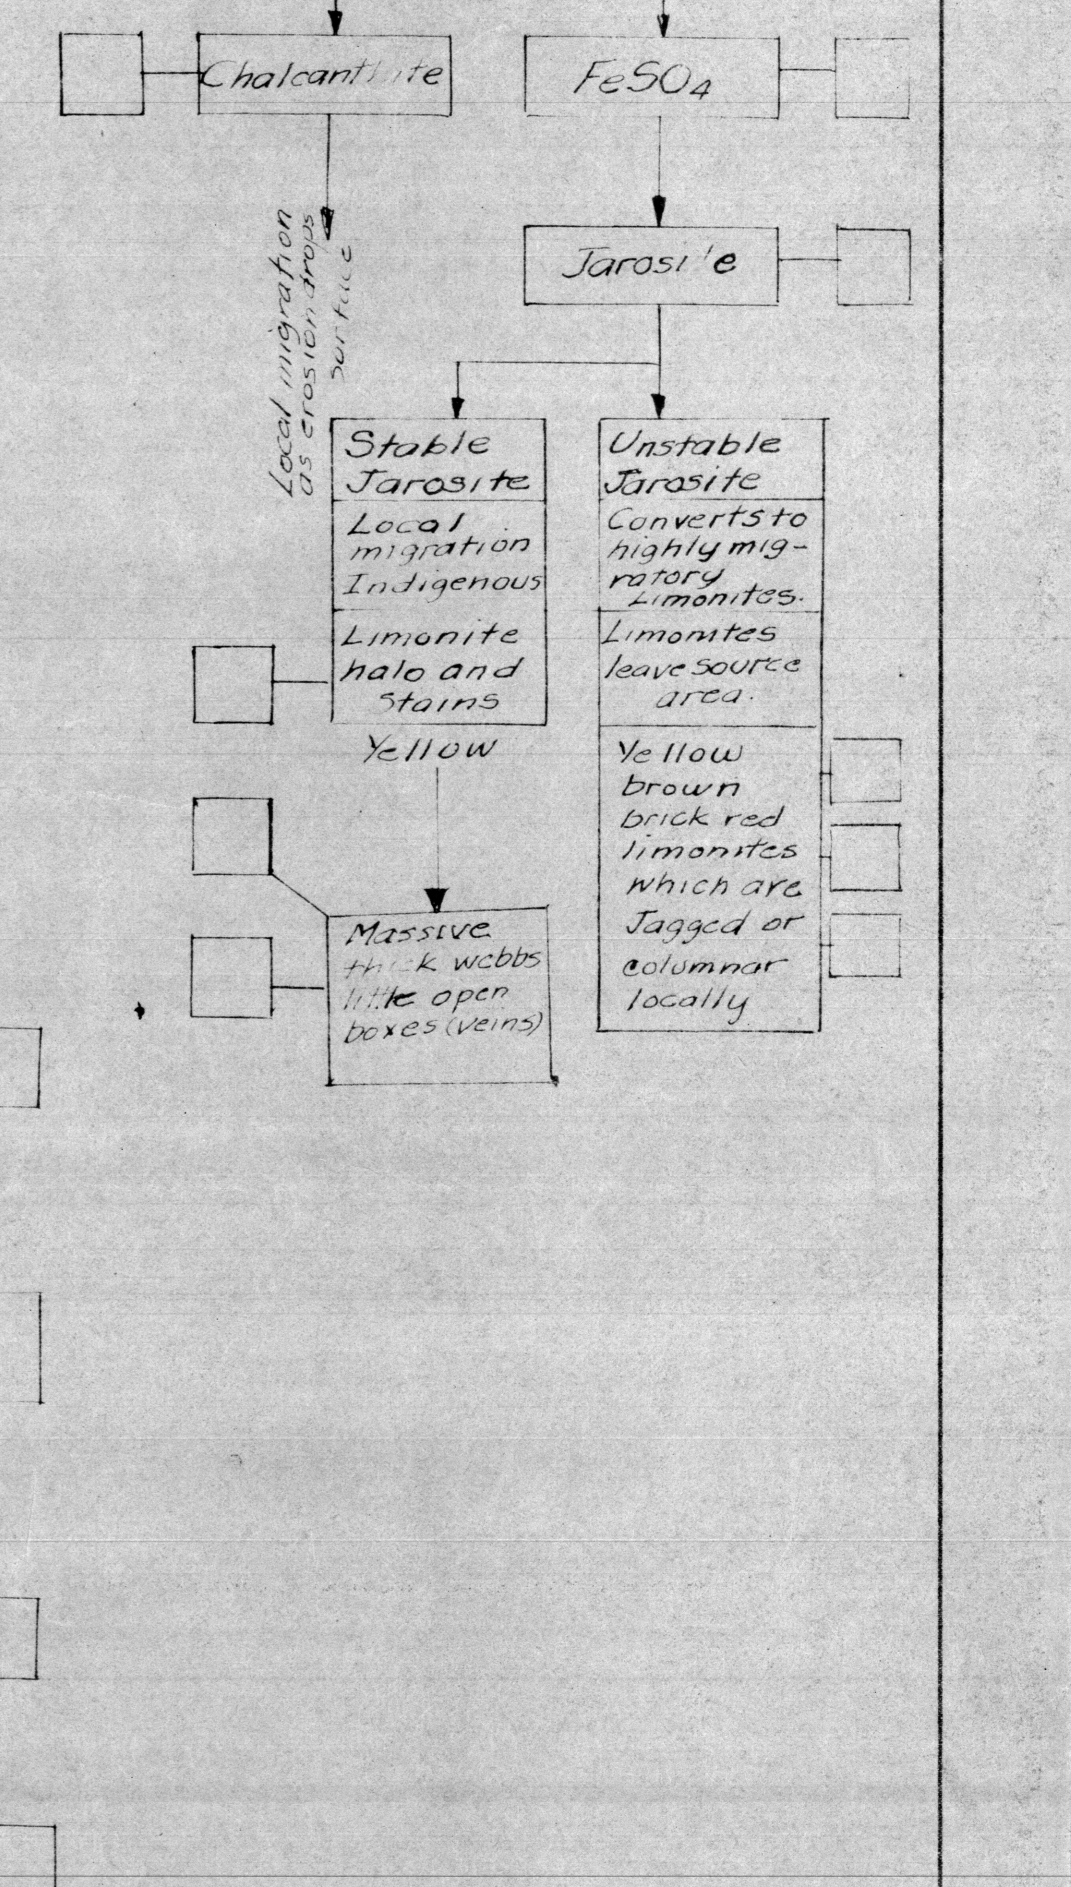 Chalcanthite
FeSO4
Local migration
as erosion drops
surface
Jarosite
Stable
Jarosite
Local
migration
Indigenous
Limonite
halo and
stains
Yellow
Massive
thick webbs
little open
boxes (veins)
Unstable
Jarosite
Converts to
highly mig-
ratory
Limonites.
Limonites
leave source
area.
Yellow
brown
brick red
limonites
which are
Jagged or
columnar
locally